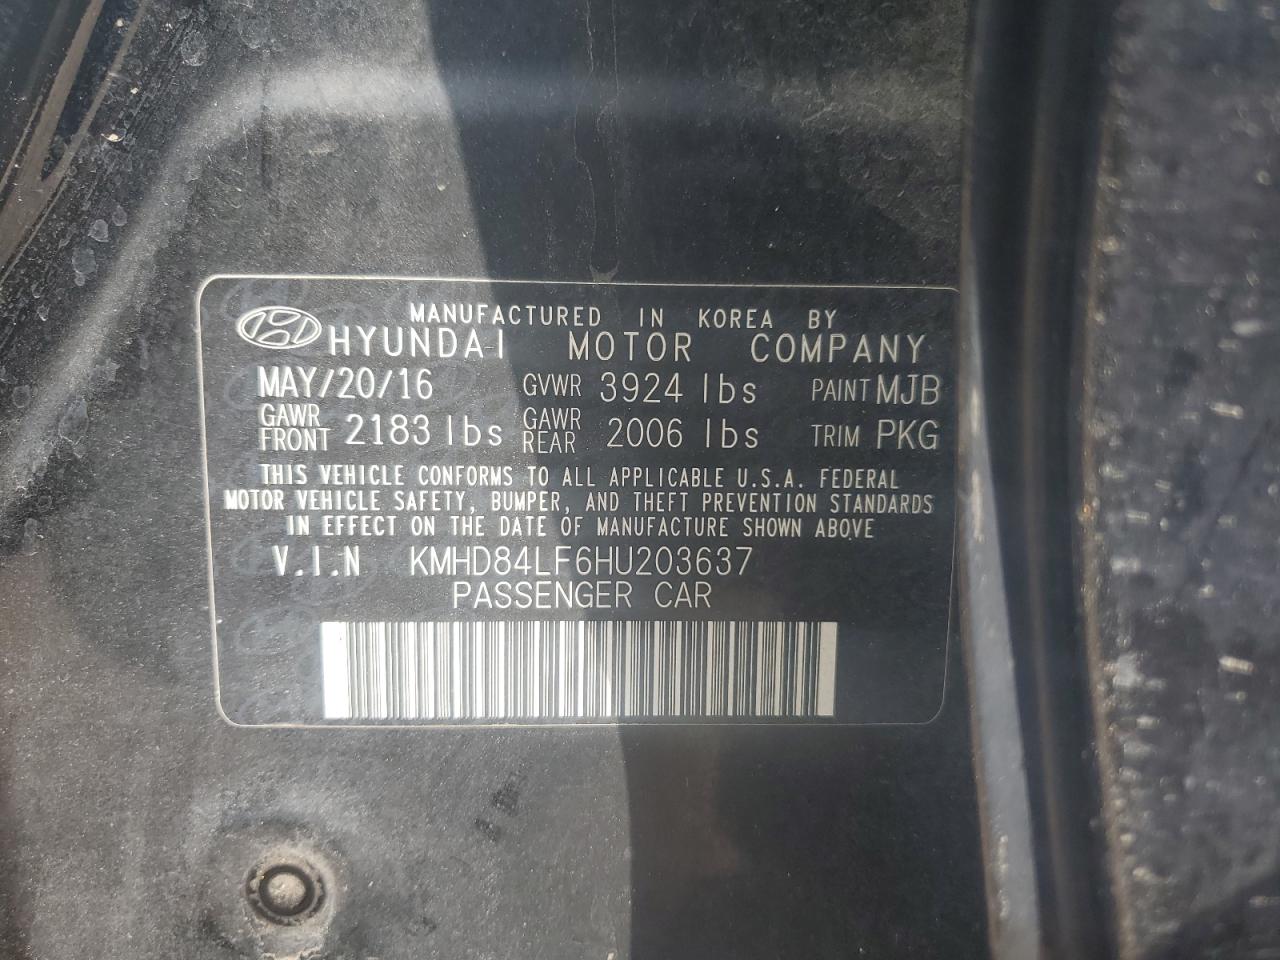 MANUFACTURED IN KOREA BY
HYUNDAI MOTOR COMPANY
MAY/20/16 GVWR 3924 lbs PAINT MJB
GAWR FRONT 2183 lbs GAWR REAR 2006 lbs TRIM PKG
THIS VEHICLE CONFORMS TO ALL APPLICABLE U.S.A. FEDERAL
MOTOR VEHICLE SAFETY, BUMPER, AND THEFT PREVENTION STANDARDS
IN EFFECT ON THE DATE OF MANUFACTURE SHOWN ABOVE
V.I.N KMHD84LF6HU203637
PASSENGER CAR